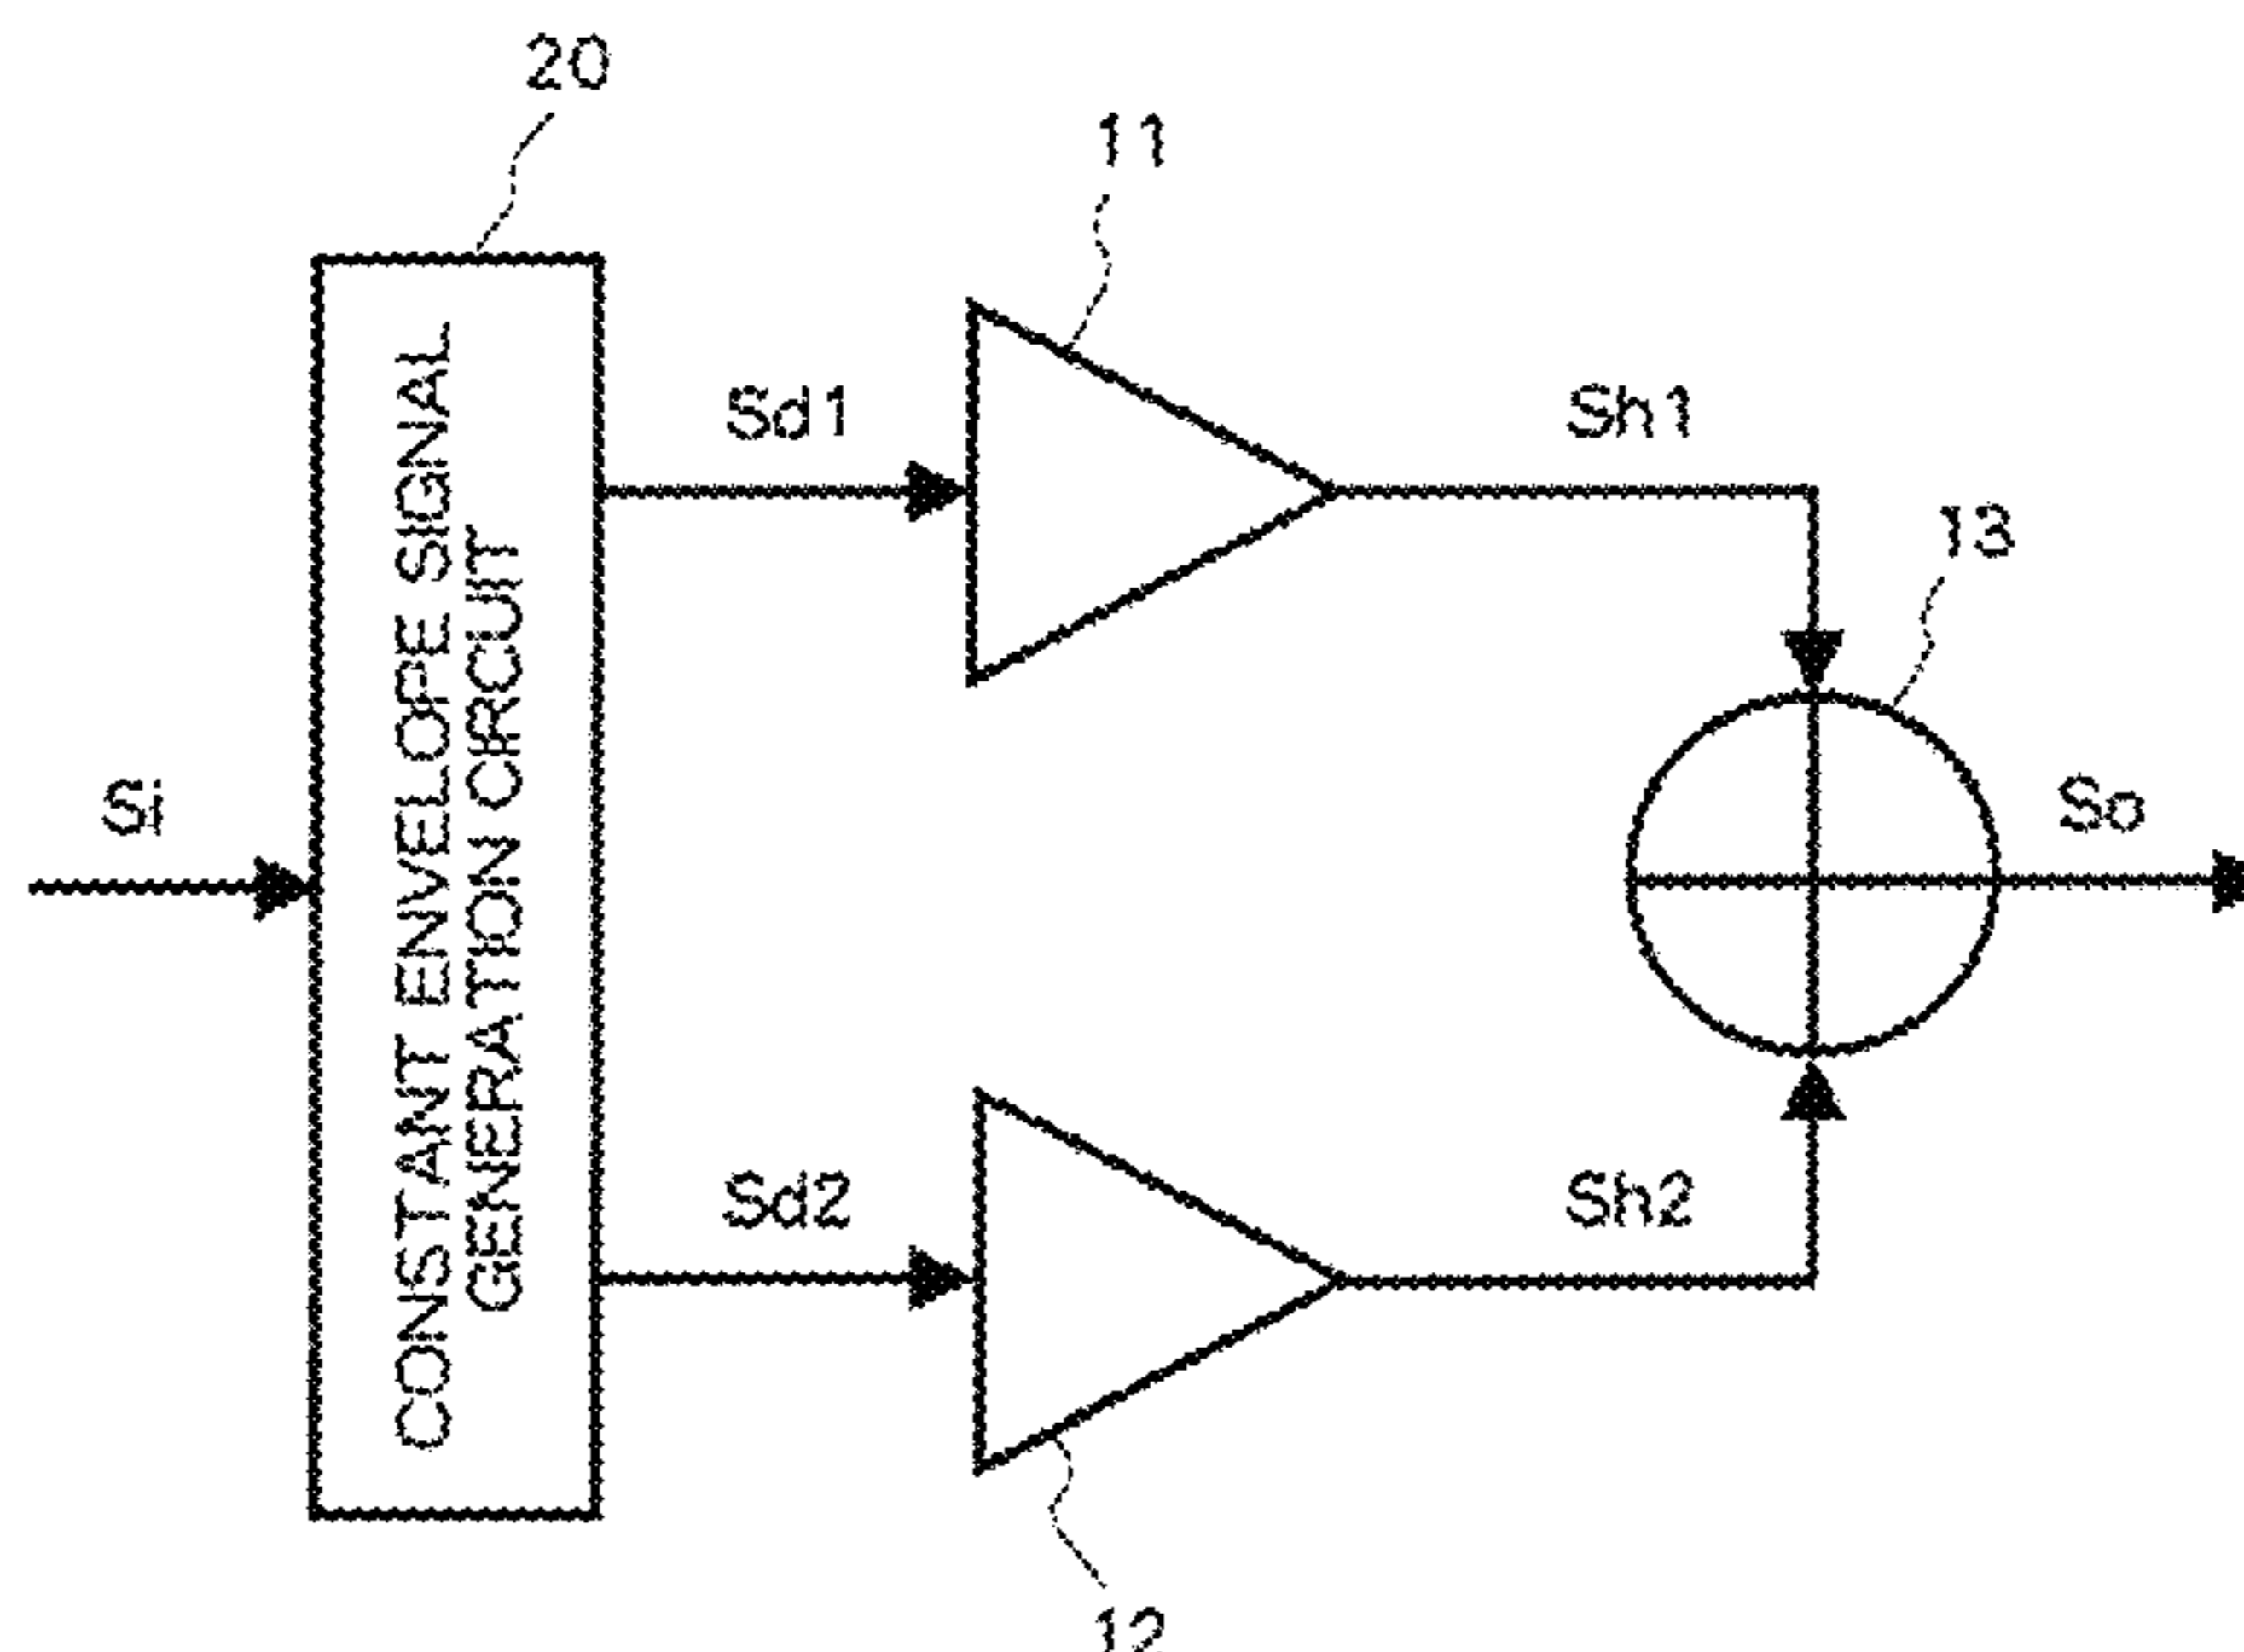 20
11
Sd1
Sh1
13
CONSTANT ENVELOPE SIGNAL
GENERATION CIRCUIT
Si
So
Sd2
Sh2
12